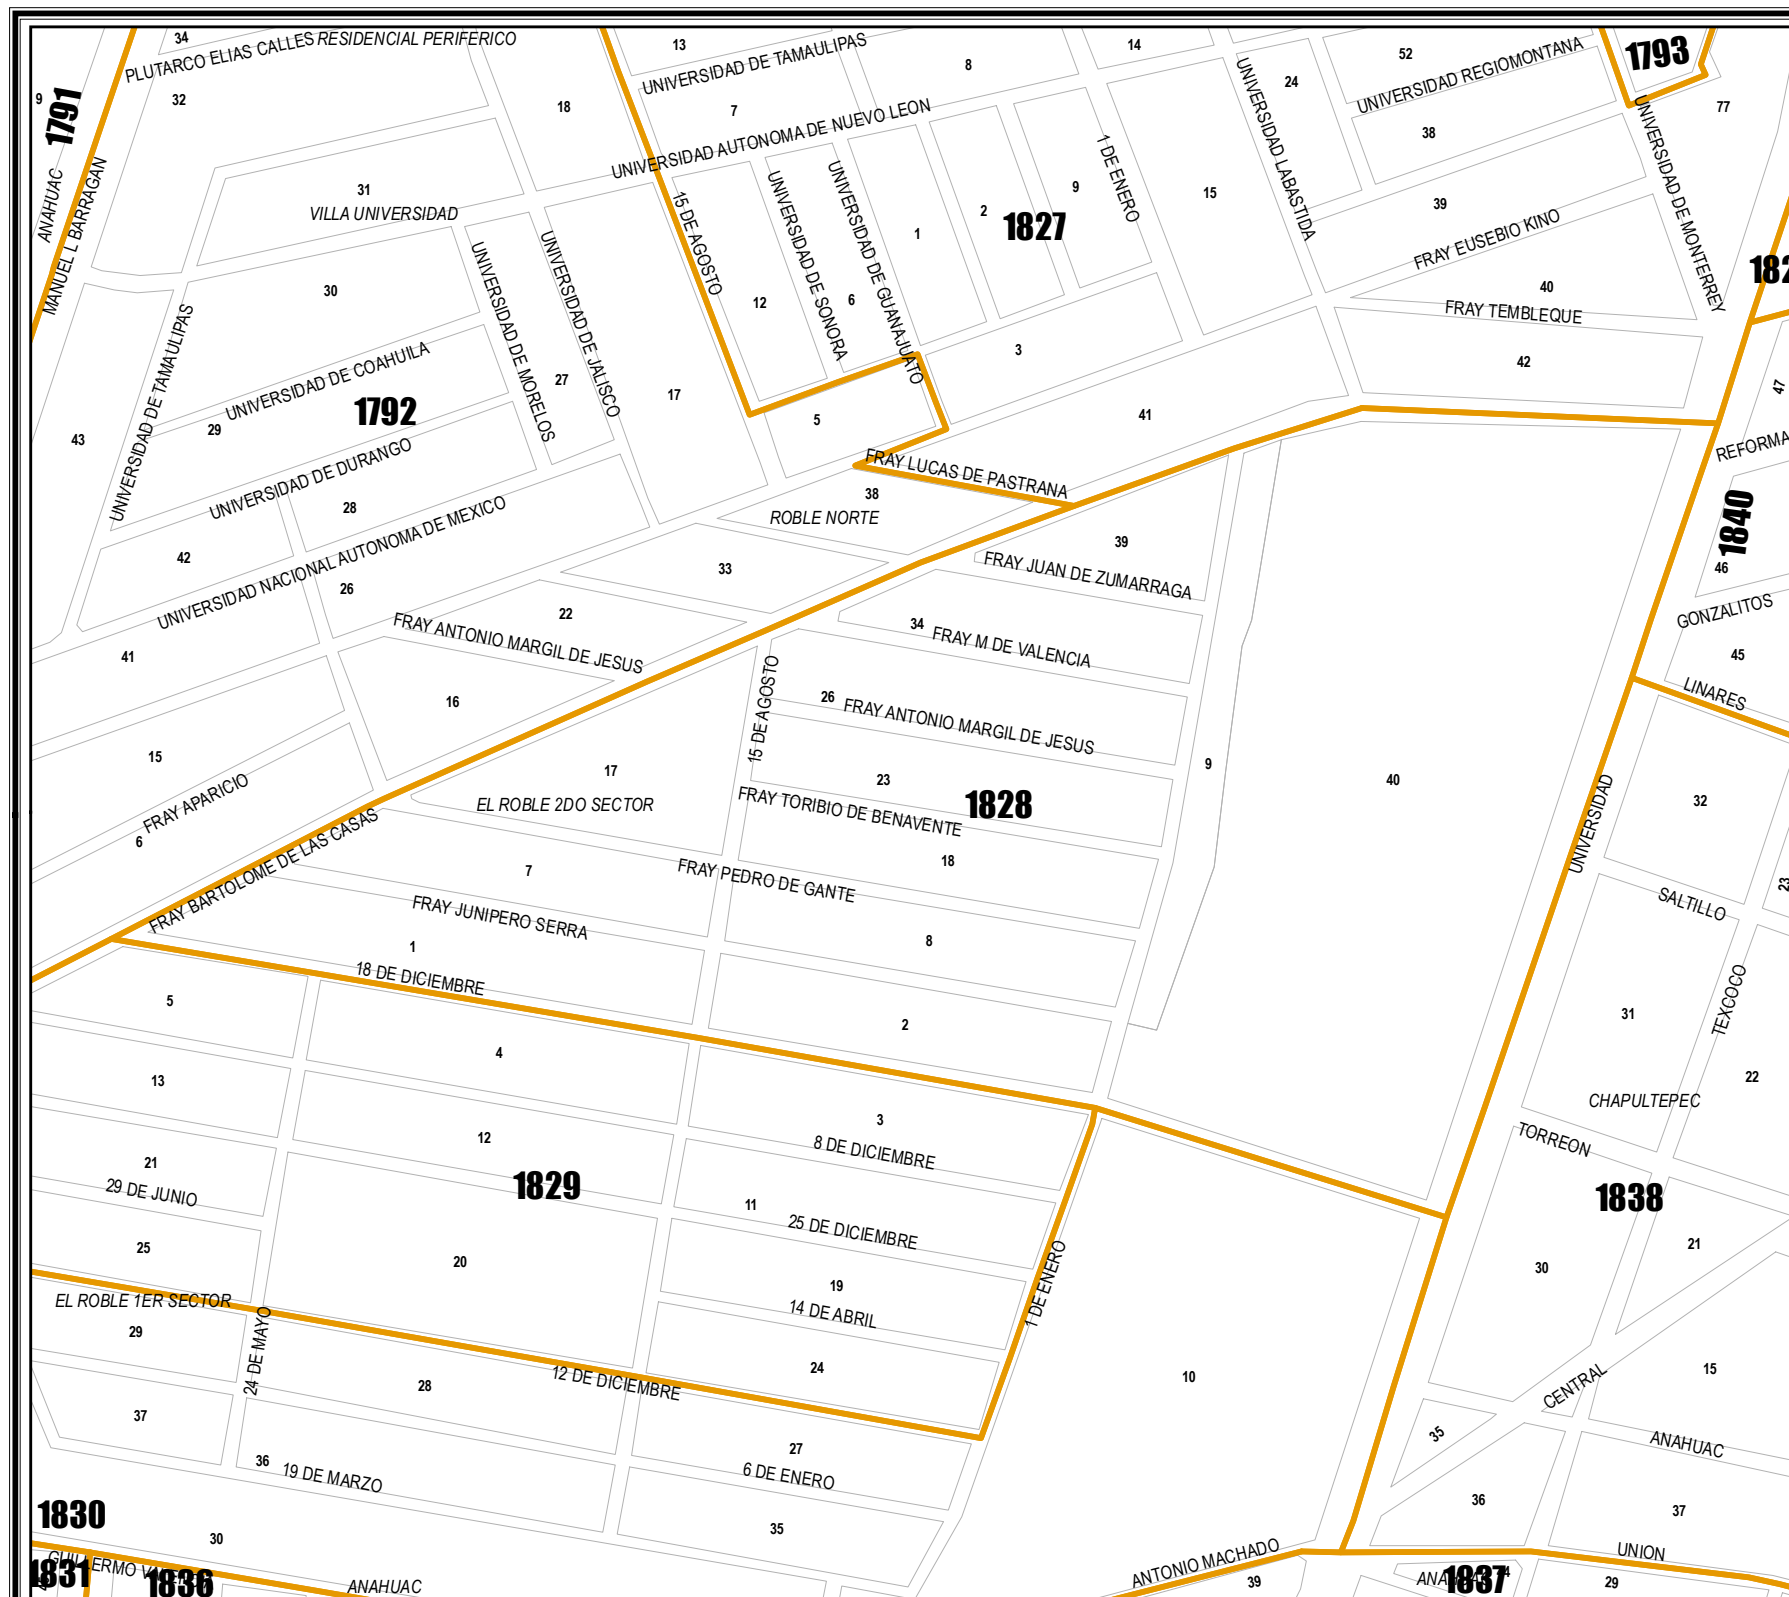 34
PLUTARCO ELIAS CALLES
RESIDENCIAL PERIFERICO
13
UNIVERSIDAD DE TAMAULIPAS
8
14
52
UNIVERSIDAD REGIOMONTANA
1793
9
1791
32
18
7
UNIVERSIDAD AUTONOMA DE NUEVO LEON
UNIVERSIDAD LABASTIDA
24
38
UNIVERSIDAD DE MONTERREY
77
ANAHUAC
MANUEL L BARRAGAN
31
VILLA UNIVERSIDAD
15 DE AGOSTO
UNIVERSIDAD DE SONORA
UNIVERSIDAD DE GUANAJUATO
1
2
1827
9
1 DE ENERO
15
39
FRAY EUSEBIO KINO
30
UNIVERSIDAD DE MORELOS
UNIVERSIDAD DE JALISCO
12
6
40
FRAY TEMBLEQUE
UNIVERSIDAD DE TAMAULIPAS
UNIVERSIDAD DE COAHUILA
27
17
3
42
47
43
29
1792
5
41
REFORMA
UNIVERSIDAD DE DURANGO
FRAY LUCAS DE PASTRANA
28
38
ROBLE NORTE
1840
42
UNIVERSIDAD NACIONAL AUTONOMA DE MEXICO
39
FRAY JUAN DE ZUMARRAGA
46
26
33
GONZALITOS
22
FRAY ANTONIO MARGIL DE JESUS
34
FRAY M DE VALENCIA
41
45
16
15 DE AGOSTO
26
FRAY ANTONIO MARGIL DE JESUS
LINARES
15
17
EL ROBLE 2DO SECTOR
23
FRAY TORIBIO DE BENAVENTE
1828
9
40
UNIVERSIDAD
32
FRAY APARICIO
6
FRAY BARTOLOME DE LAS CASAS
7
FRAY PEDRO DE GANTE
18
23
SALTILLO
FRAY JUNIPERO SERRA
1
8
18 DE DICIEMBRE
5
2
31
TEXCOCO
4
13
22
CHAPULTEPEC
3
8 DE DICIEMBRE
12
TORREON
21
29 DE JUNIO
1829
11
25 DE DICIEMBRE
1838
25
20
21
19
14 DE ABRIL
1 DE ENERO
30
EL ROBLE 1ER SECTOR
29
24 DE MAYO
24
12 DE DICIEMBRE
28
10
15
CENTRAL
37
35
27
6 DE ENERO
ANAHUAC
36
19 DE MARZO
36
37
1830
30
35
UNION
1831
1836
ANAHUAC
ANTONIO MACHADO
39
1837
29